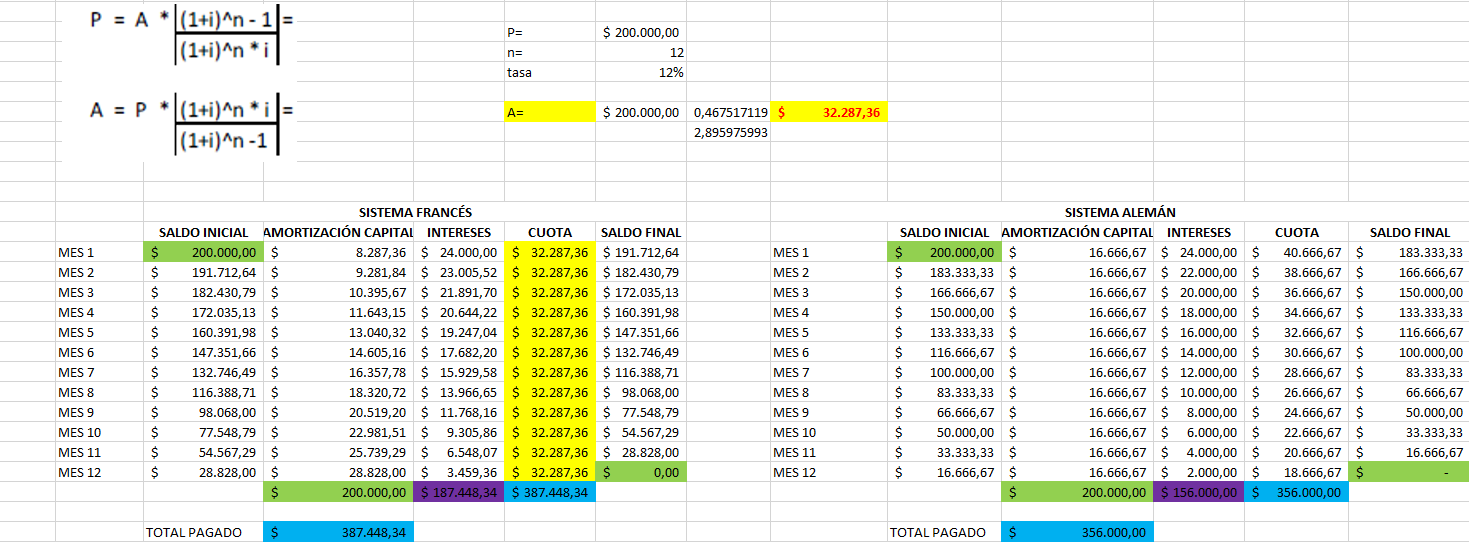 P = A * (1+i)^n - 1 =
(1+i)^n * i
P= $ 200.000,00
n= 12
tasa 12%
A = P * (1+i)^n * i =
(1+i)^n -1
A= $ 200.000,00 0,467517119 $ 32.287,36
2,895975993
SISTEMA FRANCÉS
SALDO INICIAL AMORTIZACIÓN CAPITAL INTERESES CUOTA SALDO FINAL
MES 1 $ 200.000,00 $ 8.287,36 $ 24.000,00 $ 32.287,36 $ 191.712,64
MES 2 $ 191.712,64 $ 9.281,84 $ 23.005,52 $ 32.287,36 $ 182.430,79
MES 3 $ 182.430,79 $ 10.395,67 $ 21.891,70 $ 32.287,36 $ 172.035,13
MES 4 $ 172.035,13 $ 11.643,15 $ 20.644,22 $ 32.287,36 $ 160.391,98
MES 5 $ 160.391,98 $ 13.040,32 $ 19.247,04 $ 32.287,36 $ 147.351,66
MES 6 $ 147.351,66 $ 14.605,16 $ 17.682,20 $ 32.287,36 $ 132.746,49
MES 7 $ 132.746,49 $ 16.357,78 $ 15.929,58 $ 32.287,36 $ 116.388,71
MES 8 $ 116.388,71 $ 18.320,72 $ 13.966,65 $ 32.287,36 $ 98.068,00
MES 9 $ 98.068,00 $ 20.519,20 $ 11.768,16 $ 32.287,36 $ 77.548,79
MES 10 $ 77.548,79 $ 22.981,51 $ 9.305,86 $ 32.287,36 $ 54.567,29
MES 11 $ 54.567,29 $ 25.739,29 $ 6.548,07 $ 32.287,36 $ 28.828,00
MES 12 $ 28.828,00 $ 28.828,00 $ 3.459,36 $ 32.287,36 $ 0,00
$ 200.000,00 $ 187.448,34 $ 387.448,34
TOTAL PAGADO $ 387.448,34
SISTEMA ALEMÁN
SALDO INICIAL AMORTIZACIÓN CAPITAL INTERESES CUOTA SALDO FINAL
MES 1 $ 200.000,00 $ 16.666,67 $ 24.000,00 $ 40.666,67 $ 183.333,33
MES 2 $ 183.333,33 $ 16.666,67 $ 22.000,00 $ 38.666,67 $ 166.666,67
MES 3 $ 166.666,67 $ 16.666,67 $ 20.000,00 $ 36.666,67 $ 150.000,00
MES 4 $ 150.000,00 $ 16.666,67 $ 18.000,00 $ 34.666,67 $ 133.333,33
MES 5 $ 133.333,33 $ 16.666,67 $ 16.000,00 $ 32.666,67 $ 116.666,67
MES 6 $ 116.666,67 $ 16.666,67 $ 14.000,00 $ 30.666,67 $ 100.000,00
MES 7 $ 100.000,00 $ 16.666,67 $ 12.000,00 $ 28.666,67 $ 83.333,33
MES 8 $ 83.333,33 $ 16.666,67 $ 10.000,00 $ 26.666,67 $ 66.666,67
MES 9 $ 66.666,67 $ 16.666,67 $ 8.000,00 $ 24.666,67 $ 50.000,00
MES 10 $ 50.000,00 $ 16.666,67 $ 6.000,00 $ 22.666,67 $ 33.333,33
MES 11 $ 33.333,33 $ 16.666,67 $ 4.000,00 $ 20.666,67 $ 16.666,67
MES 12 $ 16.666,67 $ 16.666,67 $ 2.000,00 $ 18.666,67 $ -
$ 200.000,00 $ 156.000,00 $ 356.000,00
TOTAL PAGADO $ 356.000,00